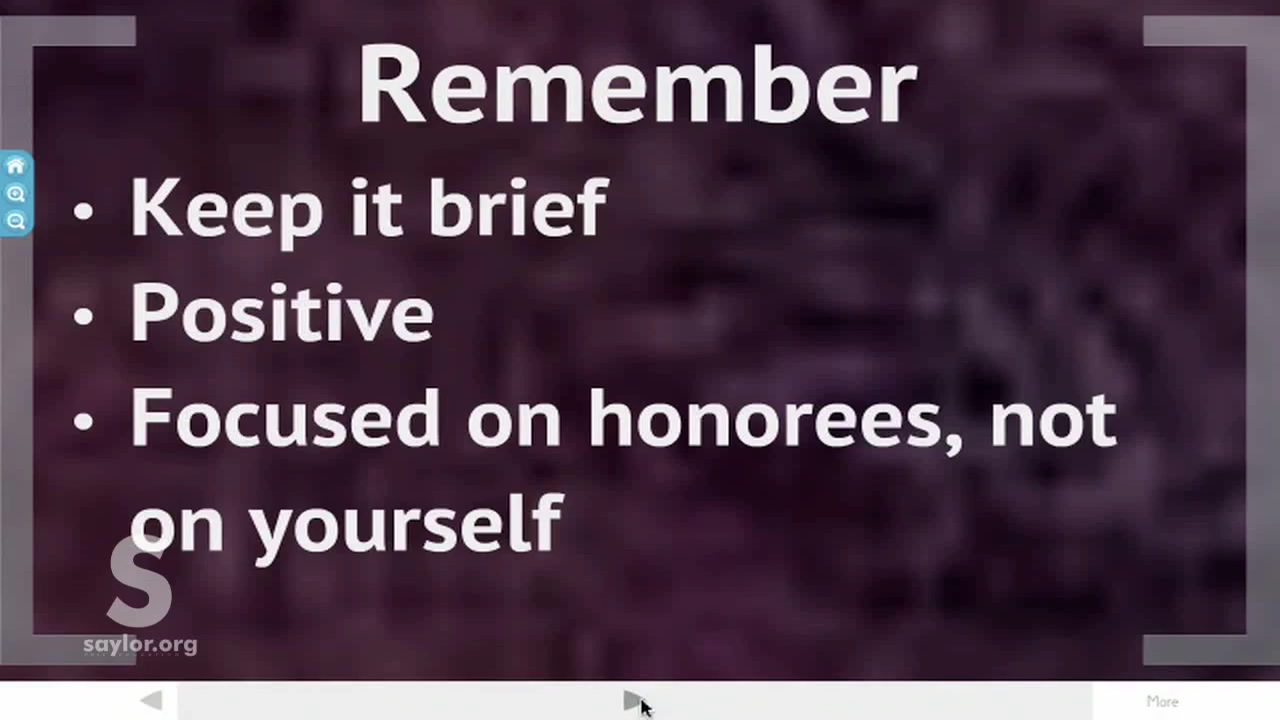 Remember
• Keep it brief
• Positive
• Focused on honorees, not
on yourself
S
saylor.org
More